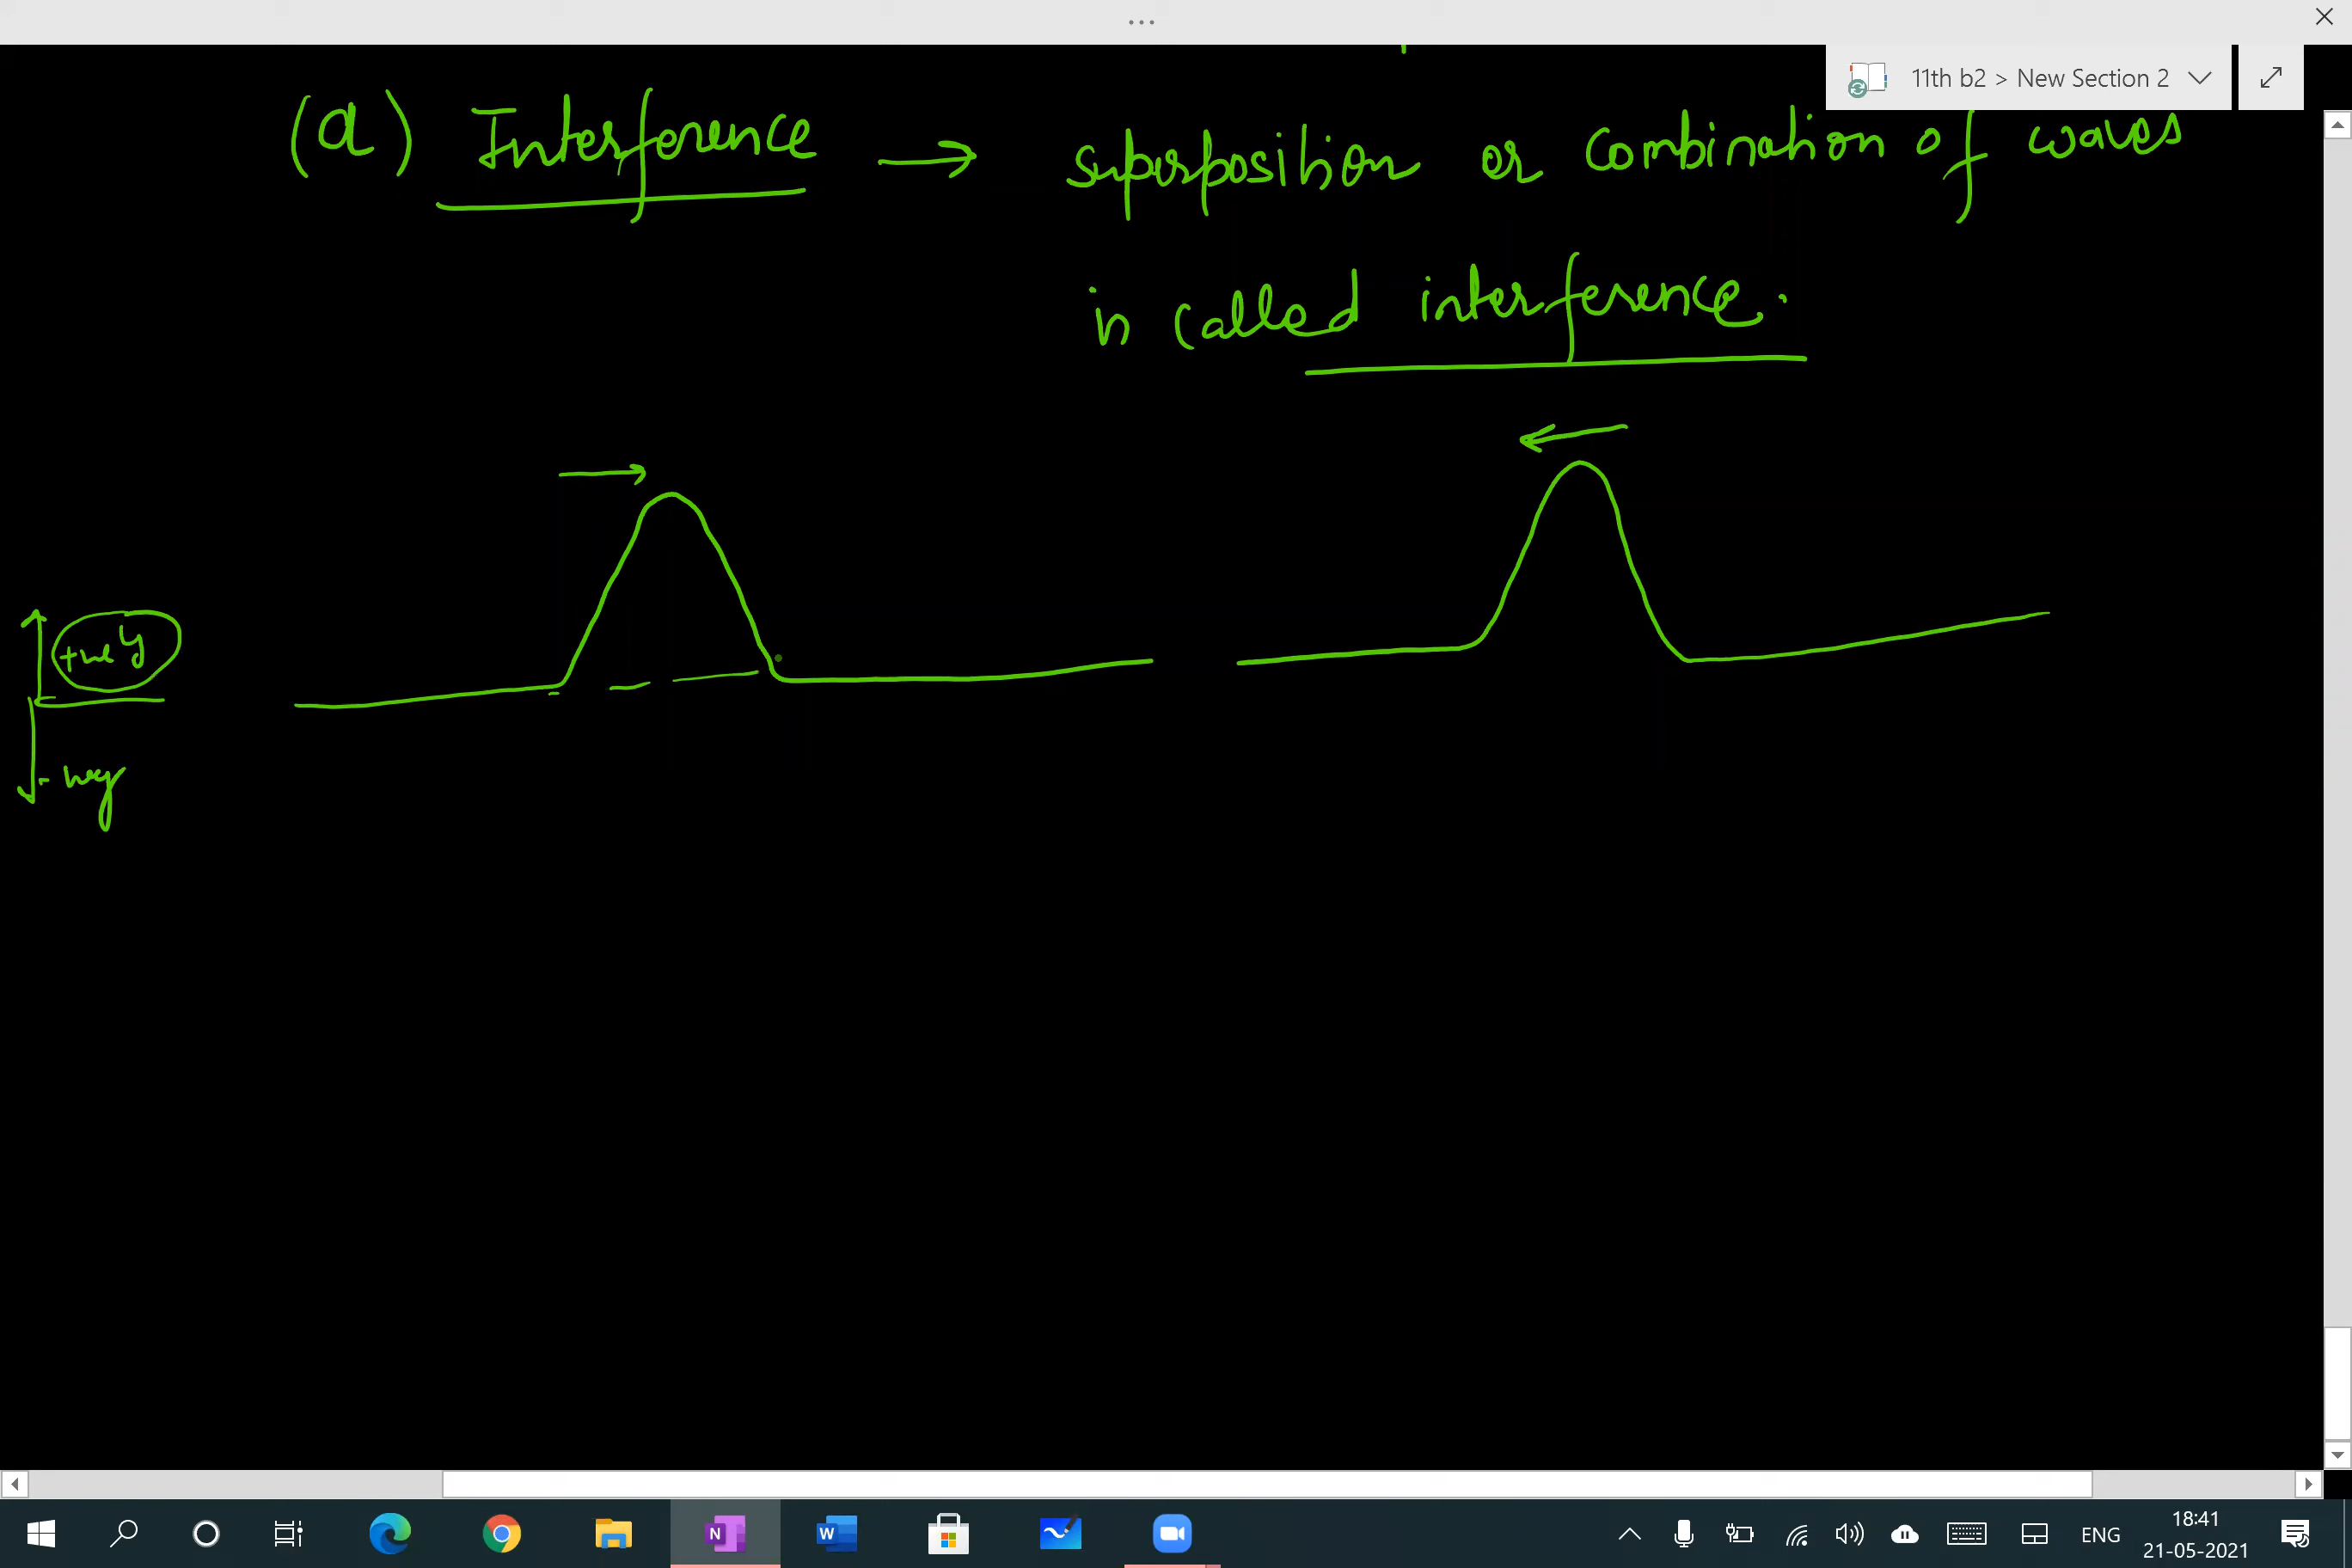 11th b2 > New Section 2
(a) Interference → superposition or combination of waves
is called interference.
+ve y
-ve y
ENG
18:41
21-05-2021